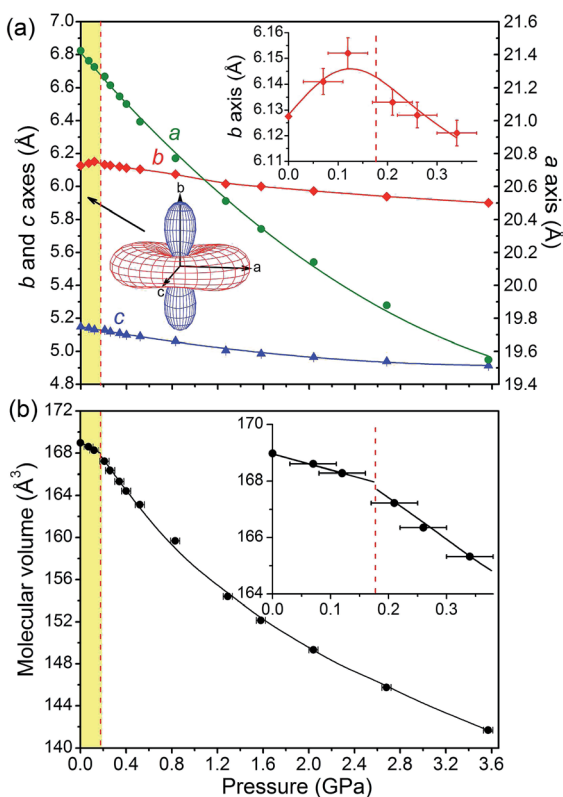 (a)
7.0
6.8
6.6
6.4
6.2
6.0
5.8
5.6
5.4
5.2
5.0
4.8
b and c axes (Å)
21.6
21.4
21.2
21.0
20.8
20.6
20.4
20.2
20.0
19.8
19.6
19.4
a axis (Å)
6.16
6.15
6.14
6.13
6.12
6.11
b axis (Å)
0.0 0.1 0.2 0.3
a
b
c
b
a
c
(b)
172
168
164
160
156
152
148
144
140
Molecular volume (Å³)
170
168
166
164
0.0 0.1 0.2 0.3
0.0 0.4 0.8 1.2 1.6 2.0 2.4 2.8 3.2 3.6
Pressure (GPa)